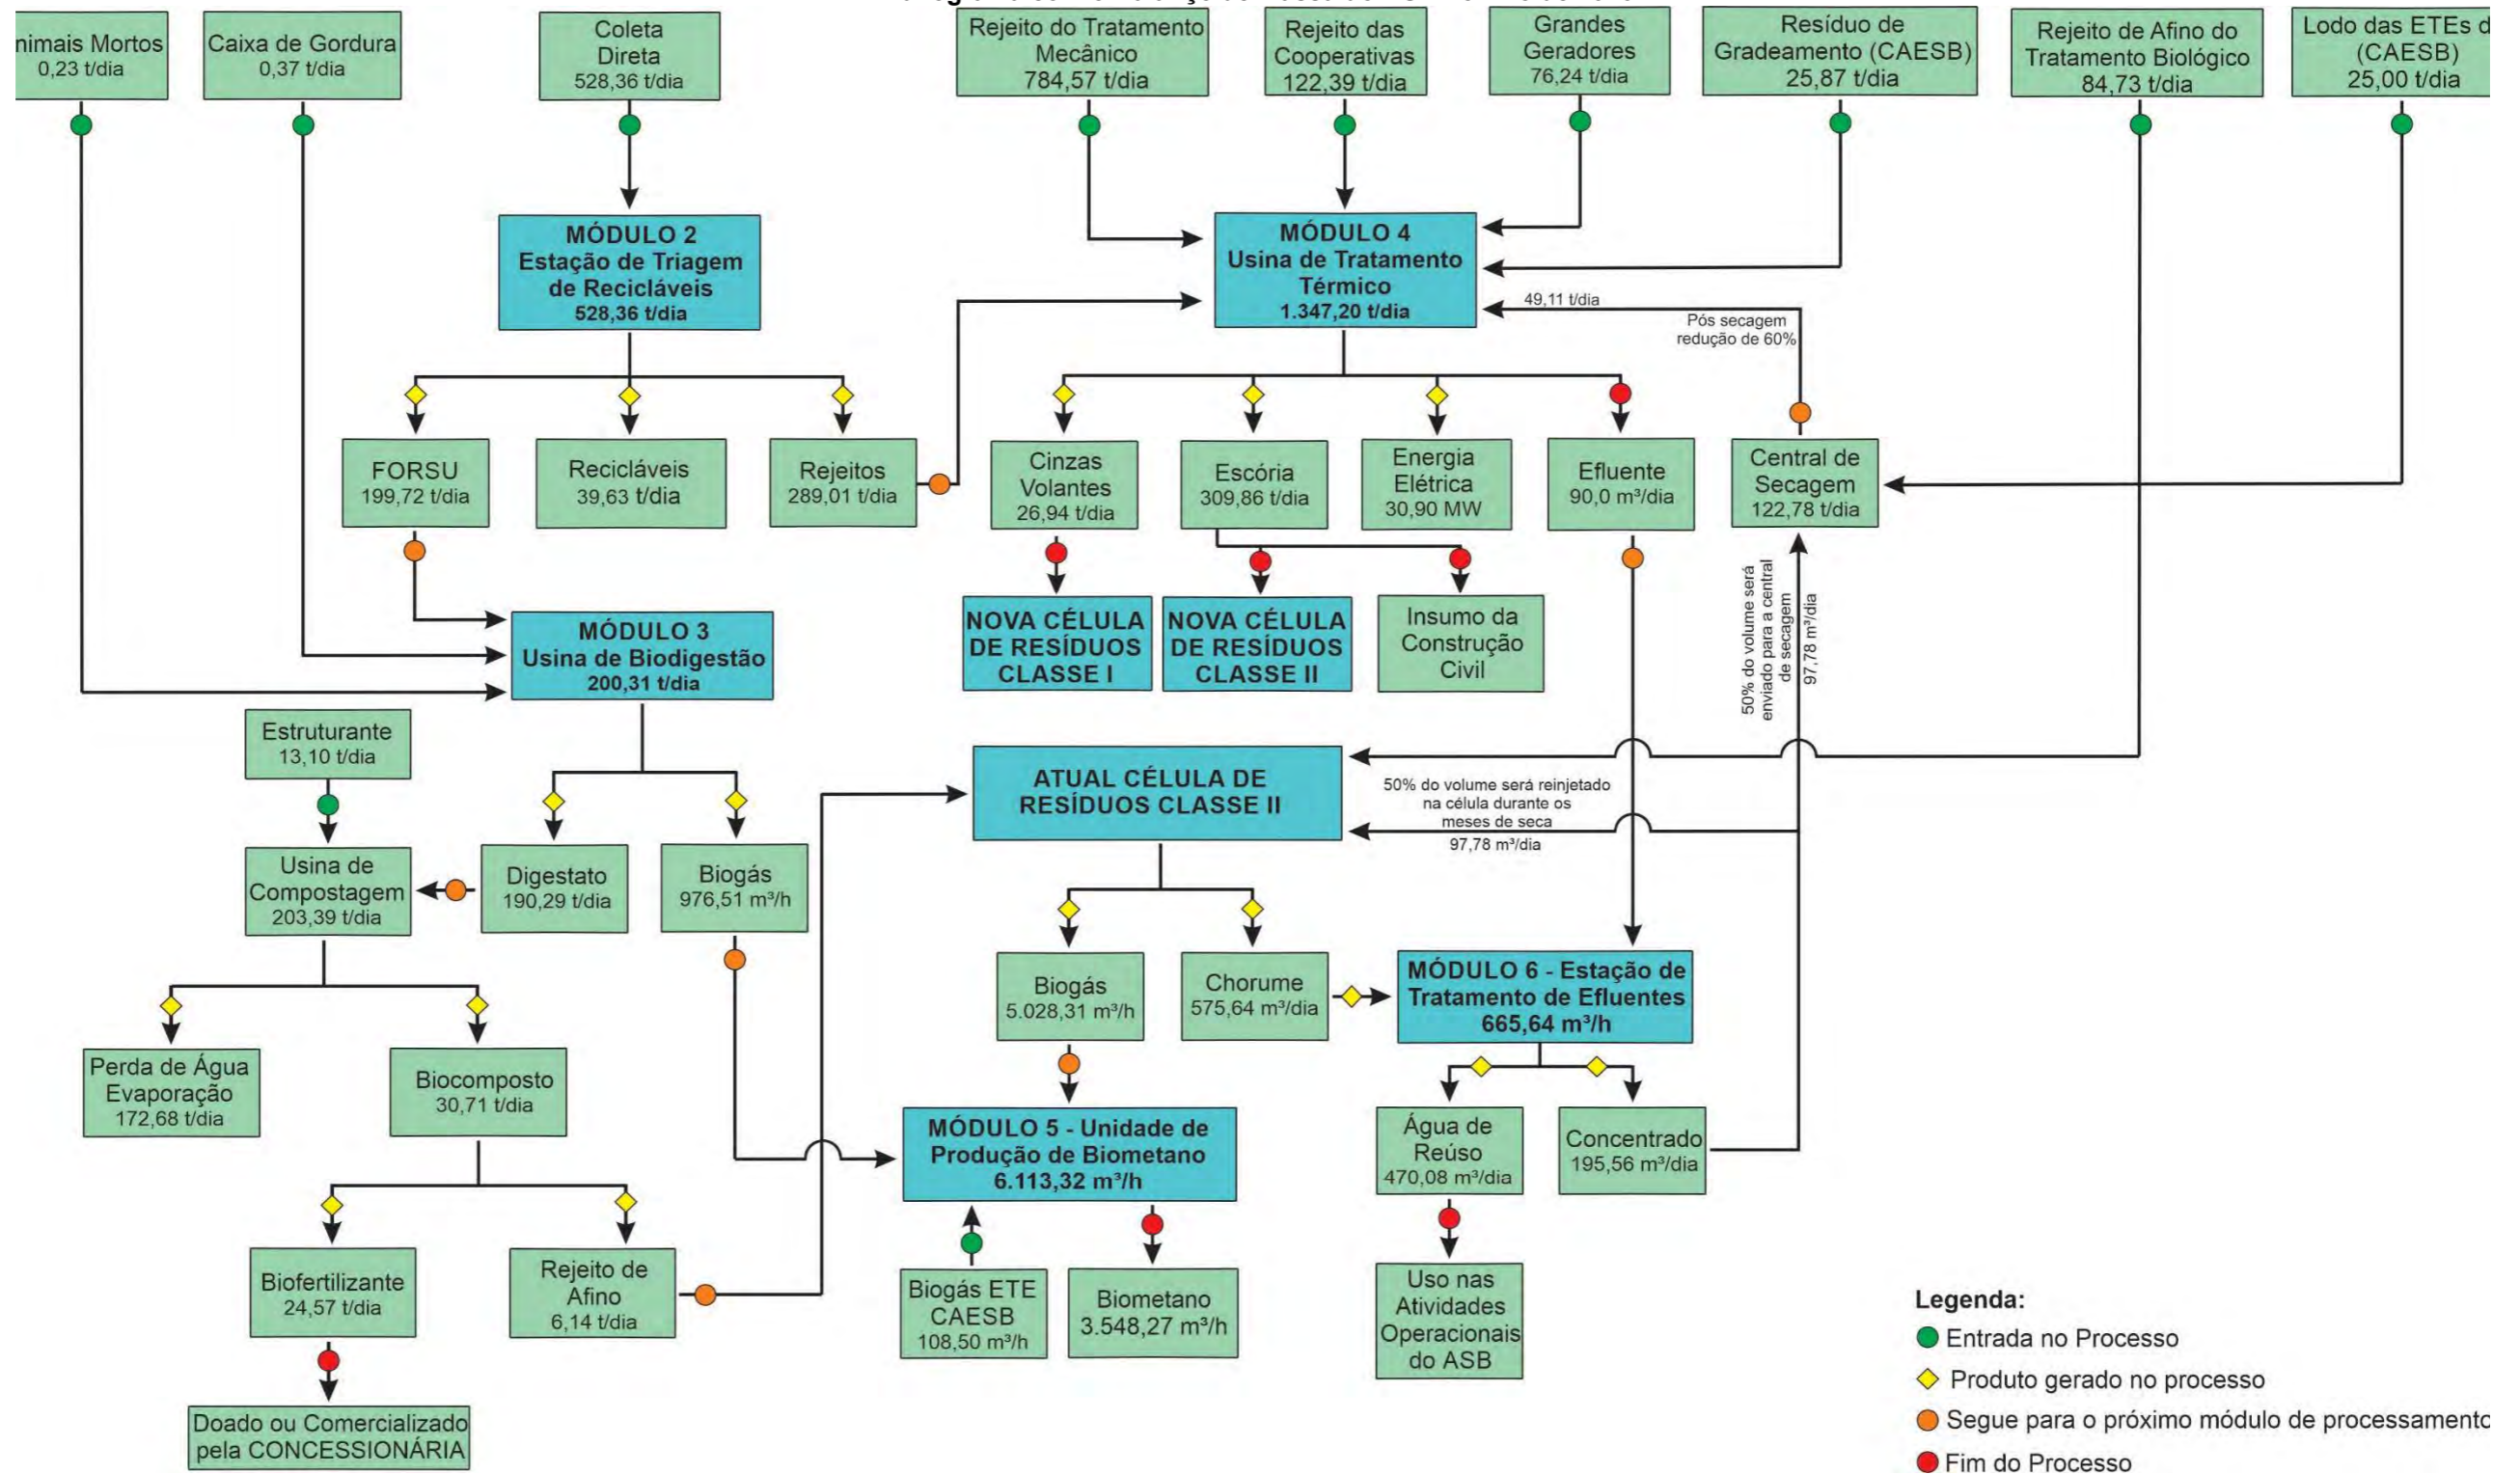 0,23 t/dia
Caixa de Gordura
0,37 t/dia
Coleta
Direta
528,36 t/dia
Rejeito do Tratamento
Mecânico
784,57 t/dia
Rejeito das
Cooperativas
122,39 t/dia
Grandes
Geradores
76,24 t/dia
Resíduo de
Gradeamento (CAESB)
25,87 t/dia
Rejeito de Afino do
Tratamento Biológico
84,73 t/dia
Lodo das ETEs
(CAESB)
25,00 t/dia
Mortos
MÓDULO 2
Estação de Triagem
de Recicláveis
528,36 t/dia
MÓDULO 4
Usina de Tratamento
Térmico
1.347,20 t/dia
49,11 t/dia
Pós secagem
redução de 60%
FORSU
199,72 t/dia
Recicláveis
39,63 t/dia
Rejeitos
289,01 t/dia
Cinzas
Volantes
26,94 t/dia
Escória
309,86 t/dia
Energia
Elétrica
30,90 MW
Efluente
90,0 m³/dia
Central de
Secagem
122,78 t/dia
50% do volume será
enviado para a central
de secagem
97,78 m³/dia
NOVA CÉLULA
DE RESÍDUOS
CLASSE I
NOVA CÉLULA
DE RESÍDUOS
CLASSE II
Insumo da
Construção
Civil
MÓDULO 3
Usina de Biodigestão
200,31 t/dia
Estruturante
13,10 t/dia
ATUAL CÉLULA DE
RESÍDUOS CLASSE II
50% do volume será reinjetado
na célula durante os
meses de seca
97,78 m³/dia
Usina de
Compostagem
203,39 t/dia
Digestato
190,29 t/dia
Biogás
976,51 m³/h
Biogás
5.028,31 m³/h
Chorume
575,64 m³/dia
MÓDULO 6 - Estação de
Tratamento de Efluentes
665,64 m³/h
Perda de Água
Evaporação
172,68 t/dia
Biocomposto
30,71 t/dia
MÓDULO 5 - Unidade de
Produção de Biometano
6.113,32 m³/h
Água de
Reúso
470,08 m³/dia
Concentrado
195,56 m³/dia
Biofertilizante
24,57 t/dia
Rejeito de
Afino
6,14 t/dia
Biogás ETE
CAESB
108,50 m³/h
Biometano
3.548,27 m³/h
Uso nas
Atividades
Operacionais
do ASB
Doado ou Comercializado
pela CONCESSIONÁRIA
Legenda:
Entrada no Processo
Produto gerado no processo
Segue para o próximo módulo de processamento
Fim do Processo